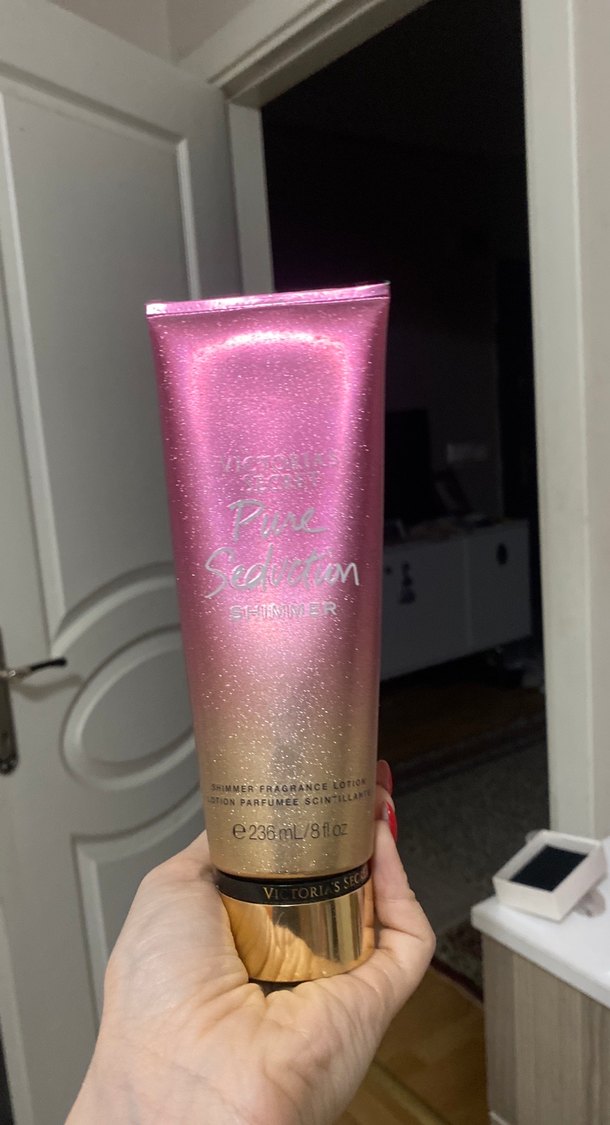 VICTORIA'S
SECRET
Pure
Seduction
SHIMMER
SHIMMER FRAGRANCE LOTION
LOTION PARFUMÉE SCINTILLANTE
℮ 236 mL/8 fl oz
VICTORIA'S SECRET